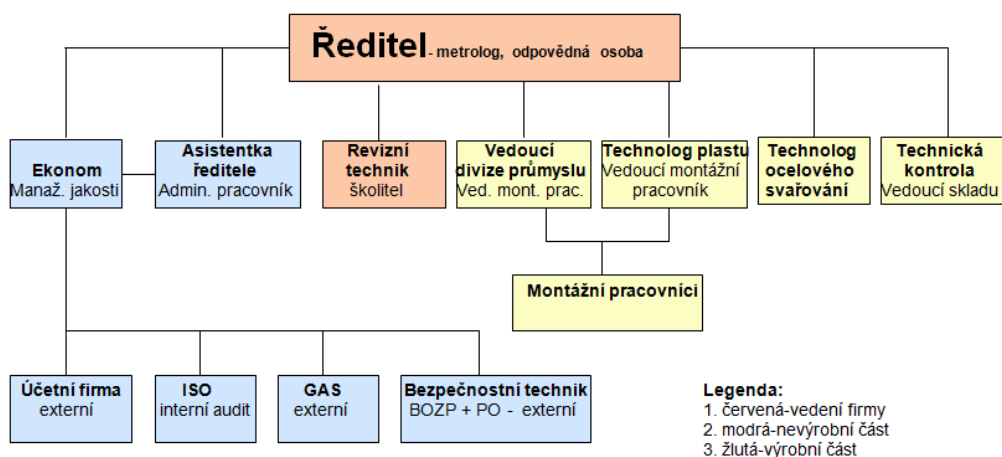 Ředitel- metrolog, odpovědná osoba
Ekonom
Manaž. jakosti
Asistentka
ředitele
Admin. pracovník
Revizní
technik
školitel
Vedoucí
divize průmyslu
Ved. mont. prac.
Technolog plastu
Vedoucí montážní
pracovník
Technolog
ocelového
svařování
Technická
kontrola
Vedoucí skladu
Montážní pracovníci
Účetní firma
externí
ISO
interní audit
GAS
externí
Bezpečnostní technik
BOZP + PO - externí
Legenda:
1. červená-vedení firmy
2. modrá-nevýrobní část
3. žlutá-výrobní část